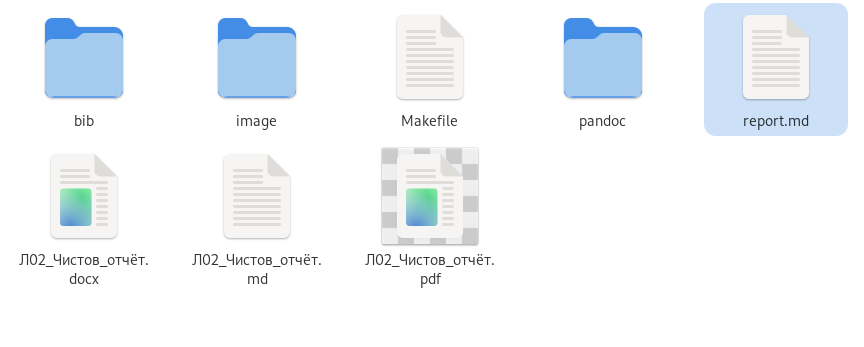 bib
image
Makefile
pandoc
report.md
Л02_Чистов_отчёт.
docx
Л02_Чистов_отчёт.
md
Л02_Чистов_отчёт.
pdf